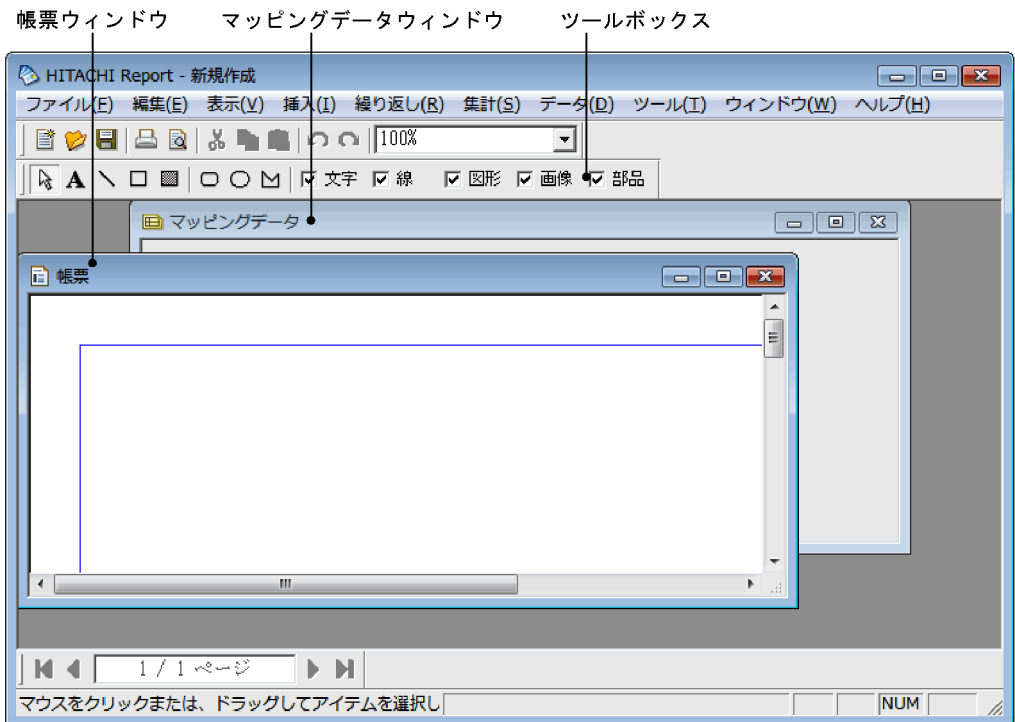 帳票ウィンドウ マッピングデータウィンドウ ツールボックス
HITACHI Report - 新規作成
ファイル(F) 編集(E) 表示(V) 挿入(I) 繰り返し(R) 集計(S) データ(D) ツール(T) ウィンドウ(W) ヘルプ(H)
100%
A 文字 線 図形 画像 部品
マッピングデータ
帳票
1 / 1 ページ
マウスをクリックまたは、ドラッグしてアイテムを選択し NUM